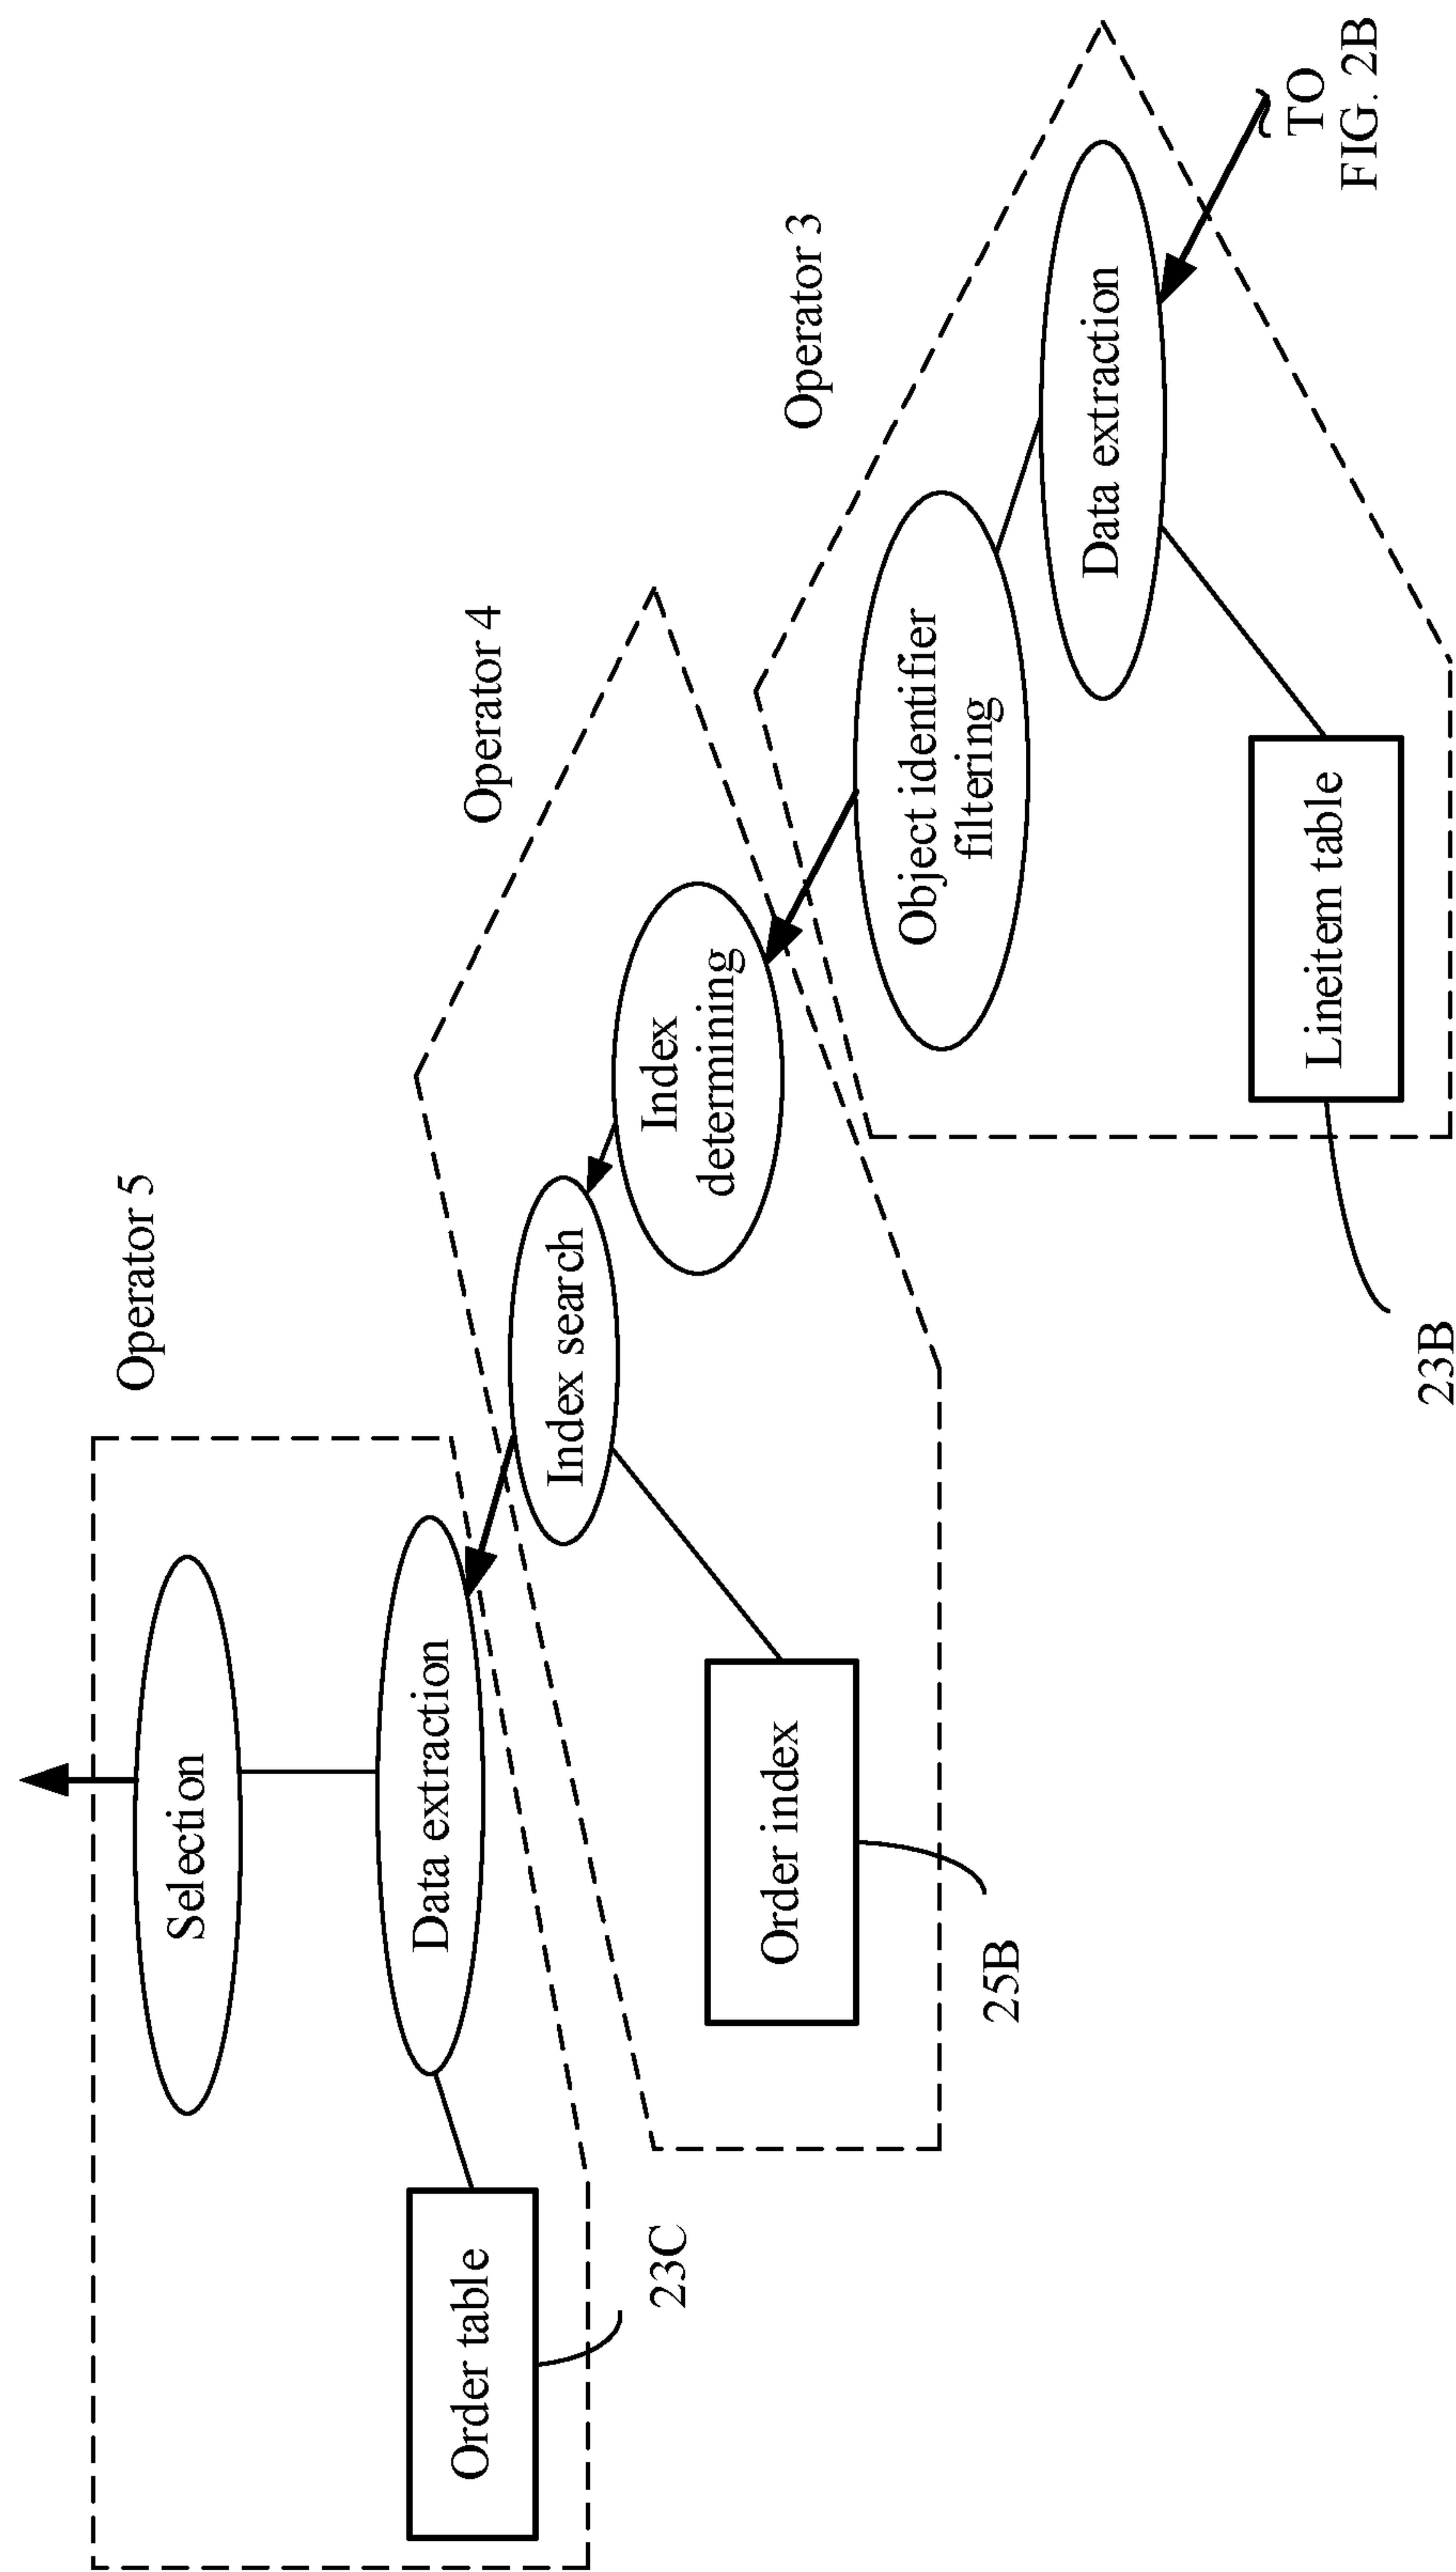 Operator 5
Selection
Data extraction
Order table
23C
Operator 4
Index search
Index
determining
Order index
25B
Operator 3
Object identifier
filtering
Data extraction
Lineitem table
23B
TO
FIG. 2B